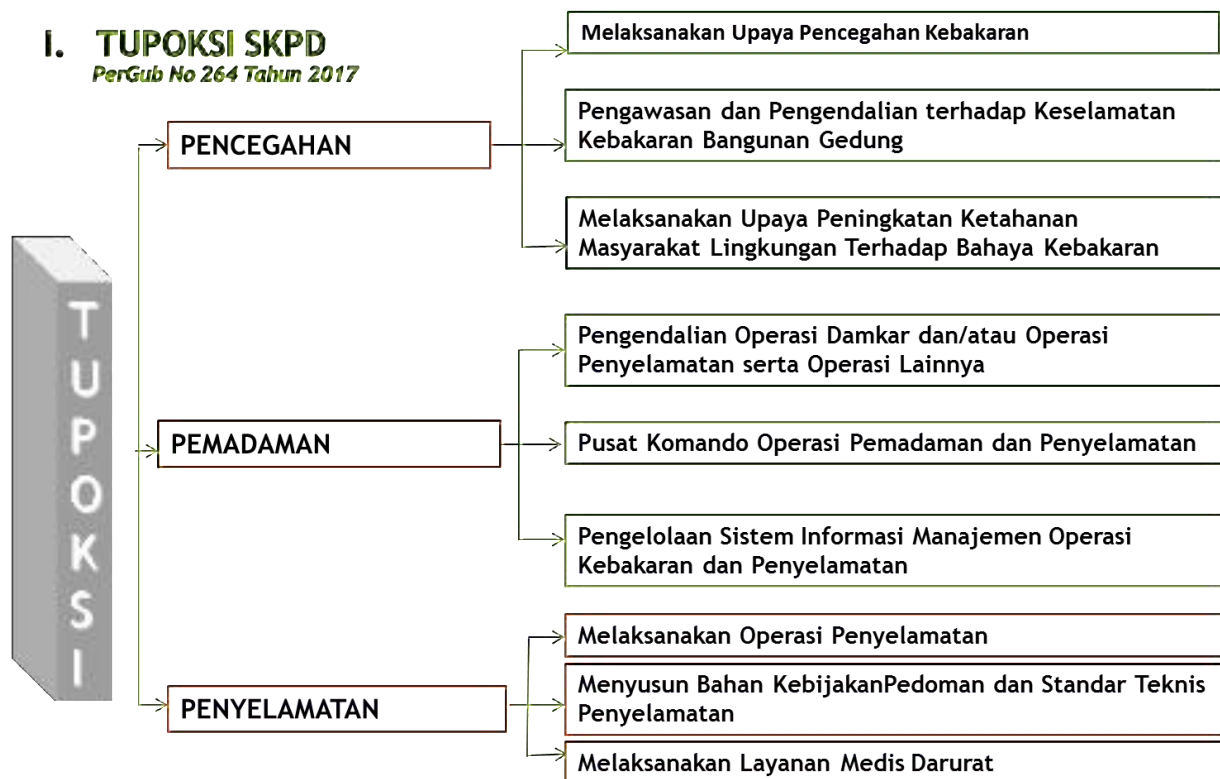 I. TUPOKSI SKPD
PerGub No 264 Tahun 2017
TUPOKSI
PENCEGAHAN
Melaksanakan Upaya Pencegahan Kebakaran
Pengawasan dan Pengendalian terhadap Keselamatan
Kebakaran Bangunan Gedung
Melaksanakan Upaya Peningkatan Ketahanan
Masyarakat Lingkungan Terhadap Bahaya Kebakaran
PEMADAMAN
Pengendalian Operasi Damkar dan/atau Operasi
Penyelamatan serta Operasi Lainnya
Pusat Komando Operasi Pemadaman dan Penyelamatan
Pengelolaan Sistem Informasi Manajemen Operasi
Kebakaran dan Penyelamatan
PENYELAMATAN
Melaksanakan Operasi Penyelamatan
Menyusun Bahan KebijakanPedoman dan Standar Teknis
Penyelamatan
Melaksanakan Layanan Medis Darurat